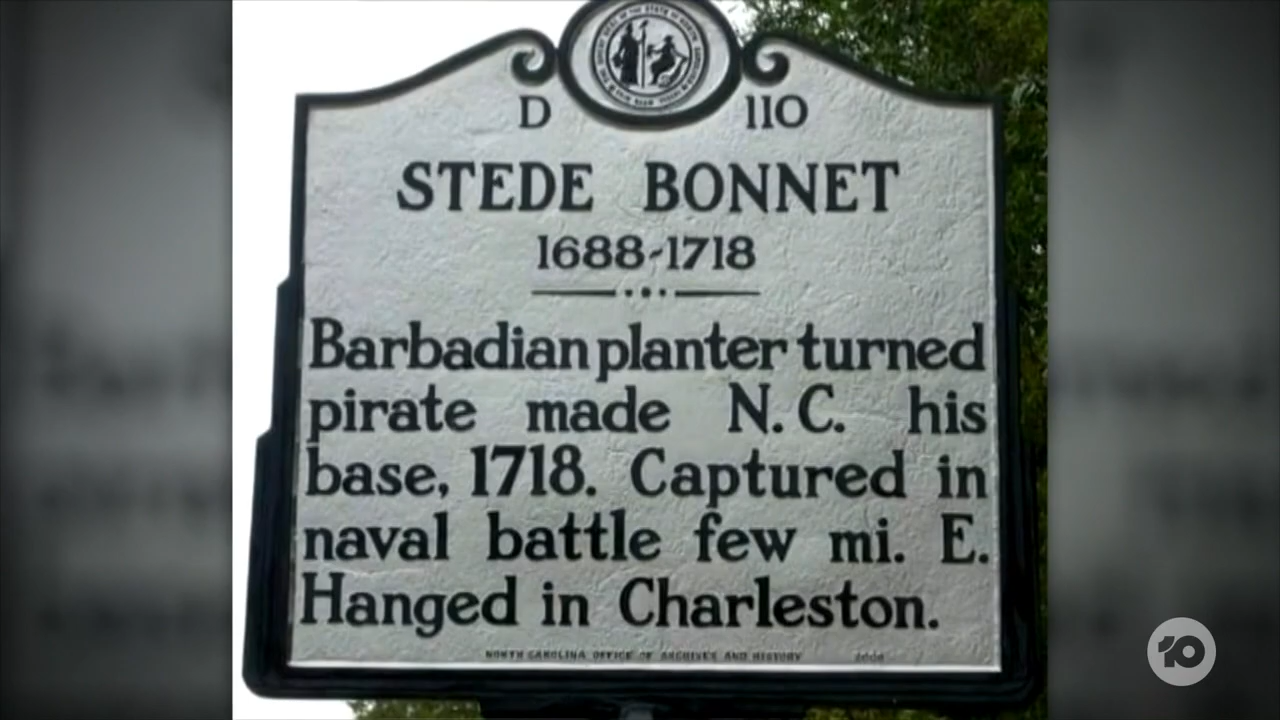 D 110
STEDE BONNET
1688-1718
Barbadian planter turned
pirate made N.C. his
base, 1718. Captured in
naval battle few mi. E.
Hanged in Charleston.
NORTH CAROLINA OFFICE OF ARCHIVES AND HISTORY
10